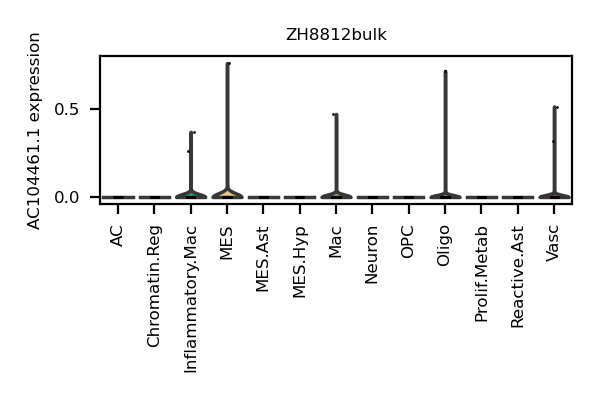 ZH8812bulk
AC104461.1 expression
0.5
0.0
AC
Chromatin.Reg
Inflammatory.Mac
MES
MES.Ast
MES.Hyp
Mac
Neuron
OPC
Oligo
Prolif.Metab
Reactive.Ast
Vasc